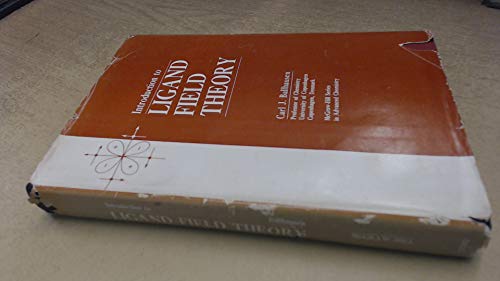 Introduction to
LIGAND
FIELD
THEORY
Carl J. Ballhausen
Professor of Chemistry
University of Copenhagen
Copenhagen, Denmark
McGraw-Hill Series
in Advanced Chemistry
Introduction to
LIGAND FIELD THEORY
Ballhausen